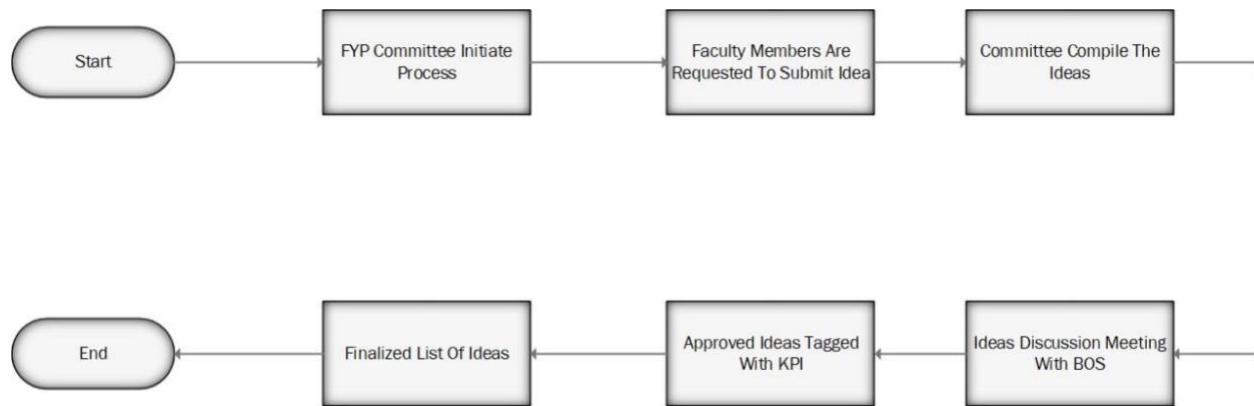 Start
FYP Committee Initiate
Process
Faculty Members Are
Requested To Submit Idea
Committee Compile The
Ideas
Ideas Discussion Meeting
With BOS
Approved Ideas Tagged
With KPI
Finalized List Of Ideas
End